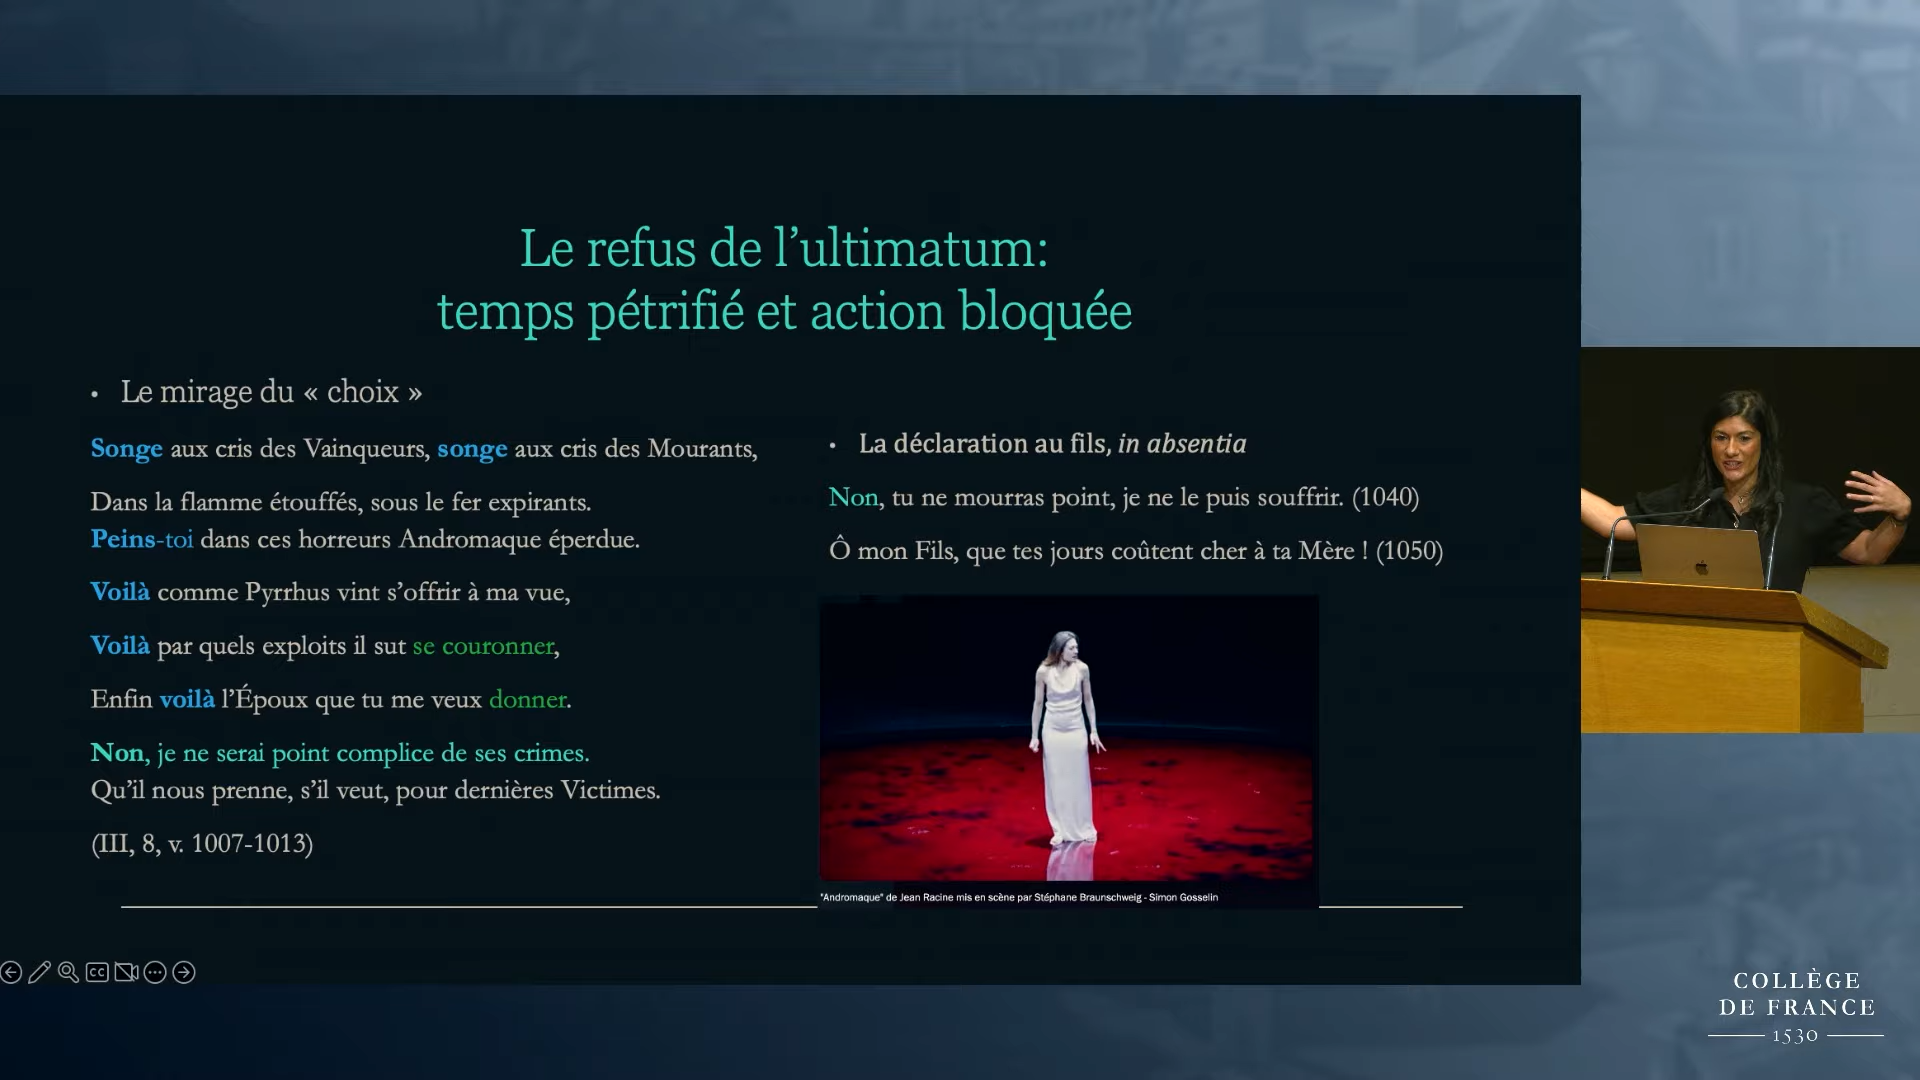 Le refus de l’ultimatum:
temps pétrifié et action bloquée
• Le mirage du « choix »
Songe aux cris des Vainqueurs, songe aux cris des Mourants,
Dans la flamme étouffés, sous le fer expirants.
Peins-toi dans ces horreurs Andromaque éperdue.
Voilà comme Pyrrhus vint s’offrir à ma vue,
Voilà par quels exploits il sut se couronner,
Enfin voilà l’Époux que tu me veux donner.
Non, je ne serai point complice de ses crimes.
Qu’il nous prenne, s’il veut, pour dernières Victimes.
(III, 8, v. 1007-1013)
• La déclaration au fils, in absentia
Non, tu ne mourras point, je ne le puis souffrir. (1040)
Ô mon Fils, que tes jours coûtent cher à ta Mère ! (1050)
"Andromaque" de Jean Racine mis en scène par Stéphane Braunschweig - Simon Gosselin
CC
COLLÈGE
DE FRANCE
1530